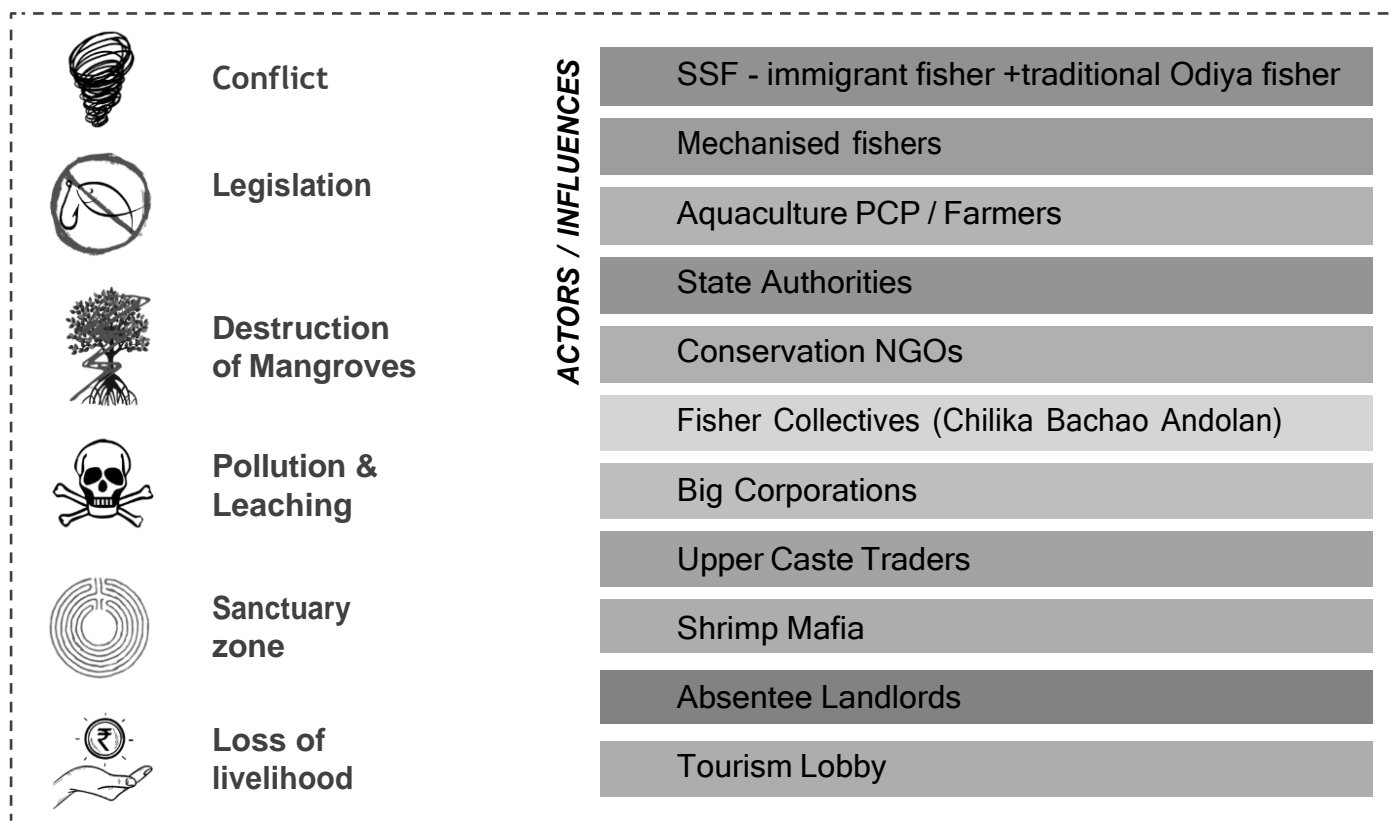 Conflict
Legislation
Destruction
of Mangroves
Pollution &
Leaching
Sanctuary
zone
₹
Loss of
livelihood
ACTORS / INFLUENCES
SSF - immigrant fisher +traditional Odiya fisher
Mechanised fishers
Aquaculture PCP / Farmers
State Authorities
Conservation NGOs
Fisher Collectives (Chilika Bachao Andolan)
Big Corporations
Upper Caste Traders
Shrimp Mafia
Absentee Landlords
Tourism Lobby